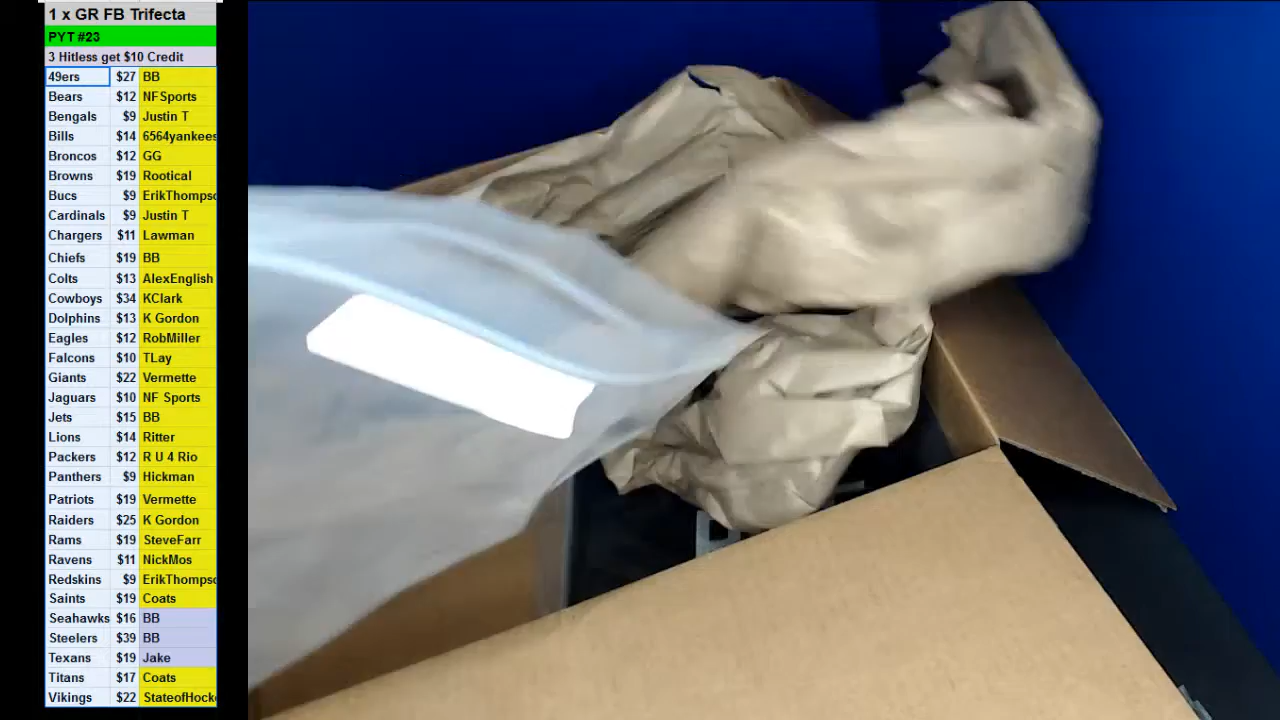 1 x GR FB Trifecta
PYT #23
3 Hitless get $10 Credit
49ers $27 BB
Bears $12 NFSports
Bengals $9 Justin T
Bills $14 6564yankees
Broncos $12 GG
Browns $19 Rootical
Bucs $9 ErikThompso
Cardinals $9 Justin T
Chargers $11 Lawman
Chiefs $19 BB
Colts $13 AlexEnglish
Cowboys $34 KClark
Dolphins $13 K Gordon
Eagles $12 RobMiller
Falcons $10 TLay
Giants $22 Vermette
Jaguars $10 NF Sports
Jets $15 BB
Lions $14 Ritter
Packers $12 R U 4 Rio
Panthers $9 Hickman
Patriots $19 Vermette
Raiders $25 K Gordon
Rams $19 SteveFarr
Ravens $11 NickMos
Redskins $9 ErikThompso
Saints $19 Coats
Seahawks $16 BB
Steelers $39 BB
Texans $19 Jake
Titans $17 Coats
Vikings $22 StateofHocke